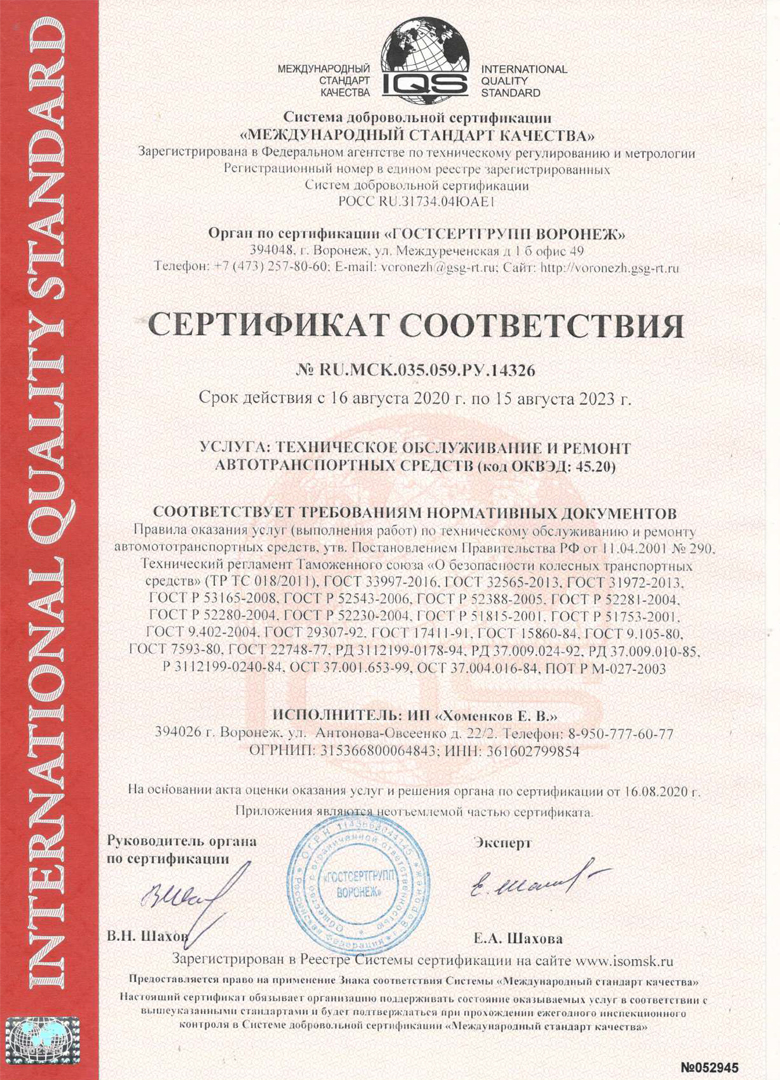 INTERNATIONAL QUALITY STANDARD
МЕЖДУНАРОДНЫЙ
СТАНДАРТ
КАЧЕСТВА
IQS
INTERNATIONAL
QUALITY
STANDARD
Система добровольной сертификации
«МЕЖДУНАРОДНЫЙ СТАНДАРТ КАЧЕСТВА»
Зарегистрирована в Федеральном агентстве по техническому регулированию и метрологии
Регистрационный номер в едином реестре зарегистрированных
Систем добровольной сертификации
РОСС RU.31734.04ЮАЕ1
Орган по сертификации «ГОСТСЕРТГРУПП ВОРОНЕЖ»
394048, г. Воронеж, ул. Междуреченская д 1 б офис 49
Телефон: +7 (473) 257-80-60; E-mail: voronezh@gsg-rt.ru; Сайт: http://voronezh.gsg-rt.ru
СЕРТИФИКАТ СООТВЕТСТВИЯ
№ RU.МСК.035.059.РУ.14326
Срок действия с 16 августа 2020 г. по 15 августа 2023 г.
УСЛУГА: ТЕХНИЧЕСКОЕ ОБСЛУЖИВАНИЕ И РЕМОНТ
АВТОТРАНСПОРТНЫХ СРЕДСТВ (код ОКВЭД: 45.20)
СООТВЕТСТВУЕТ ТРЕБОВАНИЯМ НОРМАТИВНЫХ ДОКУМЕНТОВ
Правила оказания услуг (выполнения работ) по техническому обслуживанию и ремонту
автомототранспортных средств, утв. Постановлением Правительства РФ от 11.04.2001 № 290,
Технический регламент Таможенного союза «О безопасности колесных транспортных
средств» (ТР ТС 018/2011), ГОСТ 33997-2016, ГОСТ 32565-2013, ГОСТ 31972-2013,
ГОСТ Р 53165-2008, ГОСТ Р 52543-2006, ГОСТ Р 52388-2005, ГОСТ Р 52281-2004,
ГОСТ Р 52280-2004, ГОСТ Р 52230-2004, ГОСТ Р 51815-2001, ГОСТ Р 51753-2001,
ГОСТ 9.402-2004, ГОСТ 29307-92, ГОСТ 17411-91, ГОСТ 15860-84, ГОСТ 9.105-80,
ГОСТ 7593-80, ГОСТ 22748-77, РД 3112199-0178-94, РД 37.009.024-92, РД 37.009.010-85,
Р 3112199-0240-84, ОСТ 37.001.653-99, ОСТ 37.004.016-84, ПОТ Р М-027-2003
ИСПОЛНИТЕЛЬ: ИП «Хоменков Е. В.»
394026 г. Воронеж, ул. Антонова-Овсеенко д. 22/2. Телефон: 8-950-777-60-77
ОГРНИП: 315366800064843; ИНН: 361602799854
На основании акта оценки оказания услуг и решения органа по сертификации от 16.08.2020 г.
Приложения являются неотъемлемой частью сертификата.
Руководитель органа
по сертификации
Эксперт
«ГОСТСЕРТГРУПП
ВОРОНЕЖ»
В.Н. Шахов
Е.А. Шахова
Зарегистрирован в Реестре Системы сертификации на сайте www.isomsk.ru
Предоставляется право на применение Знака соответствия Системы «Международный стандарт качества»
Настоящий сертификат обязывает организацию поддерживать состояние оказываемых услуг в соответствии с
вышеуказанными стандартами и будет подтверждаться при прохождении ежегодного инспекционного
контроля в Системе добровольной сертификации «Международный стандарт качества»
№052945